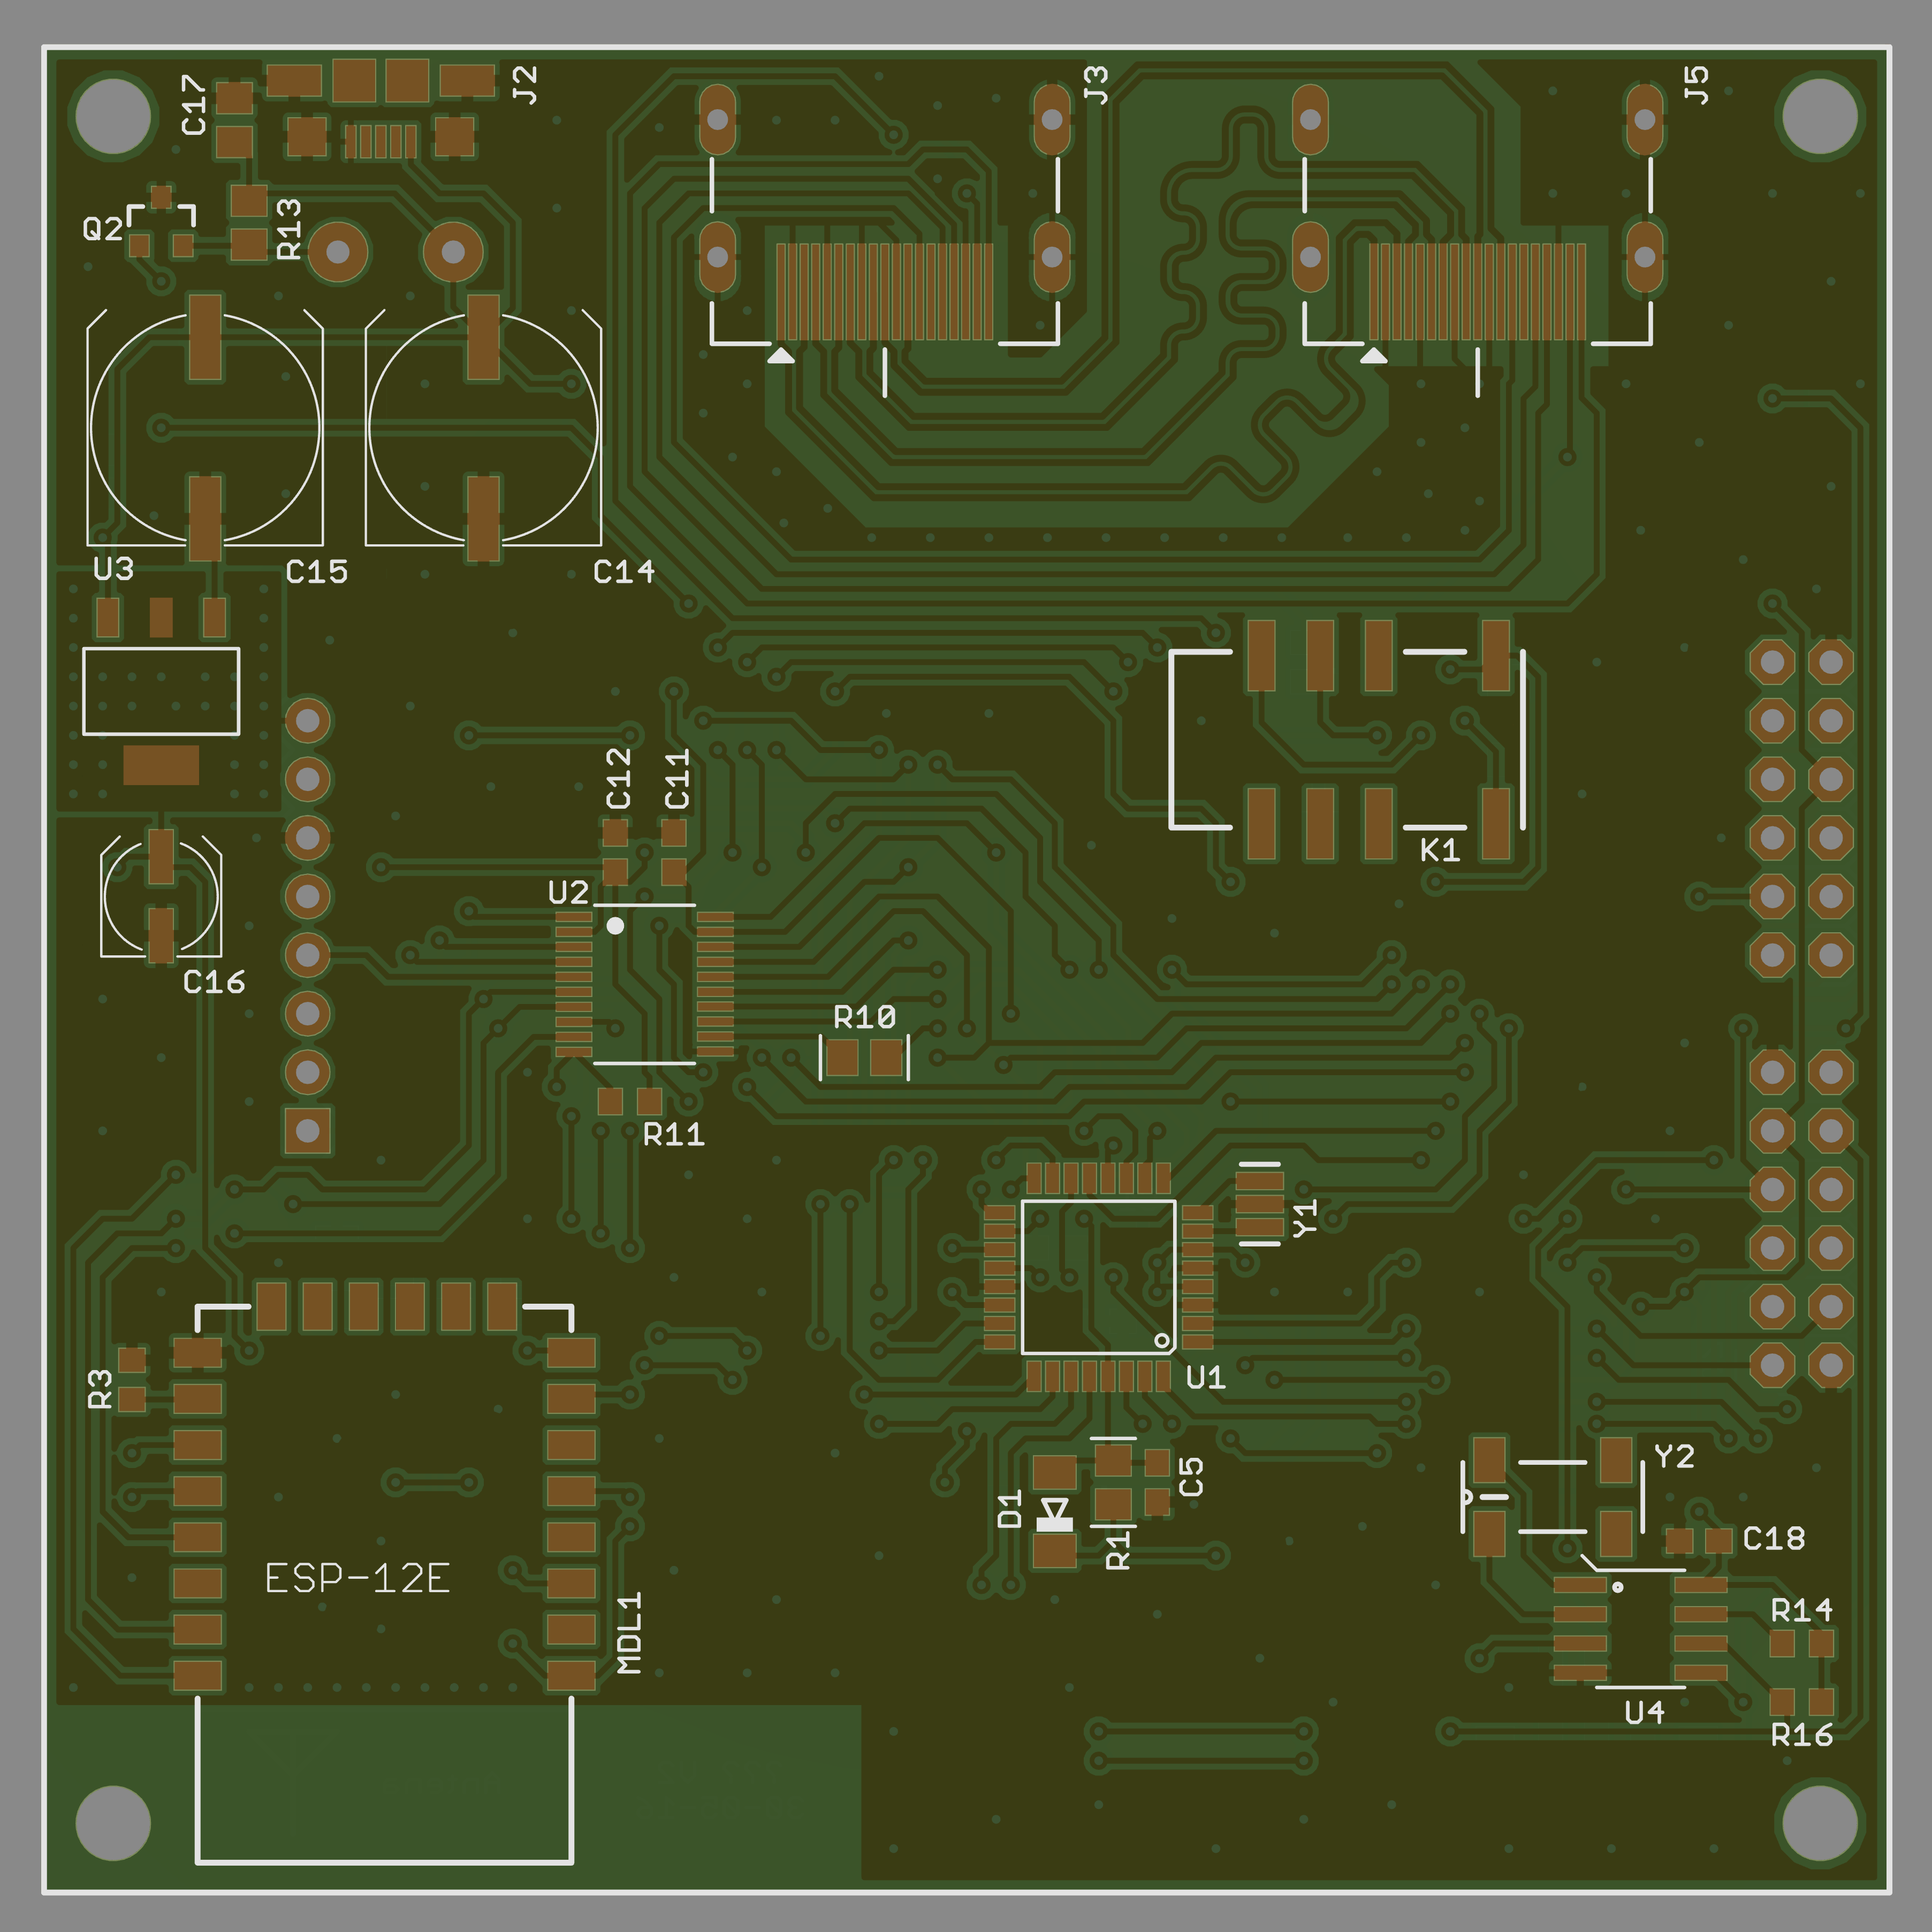 C17
J2
J3
J5
Q2
R13
U3
C15
C14
C12
C11
K1
U2
C16
R10
R11
Y1
R3
U1
Y2
C5
D1
R1
C18
ESP-12E
MDL1
R14
U4
R16